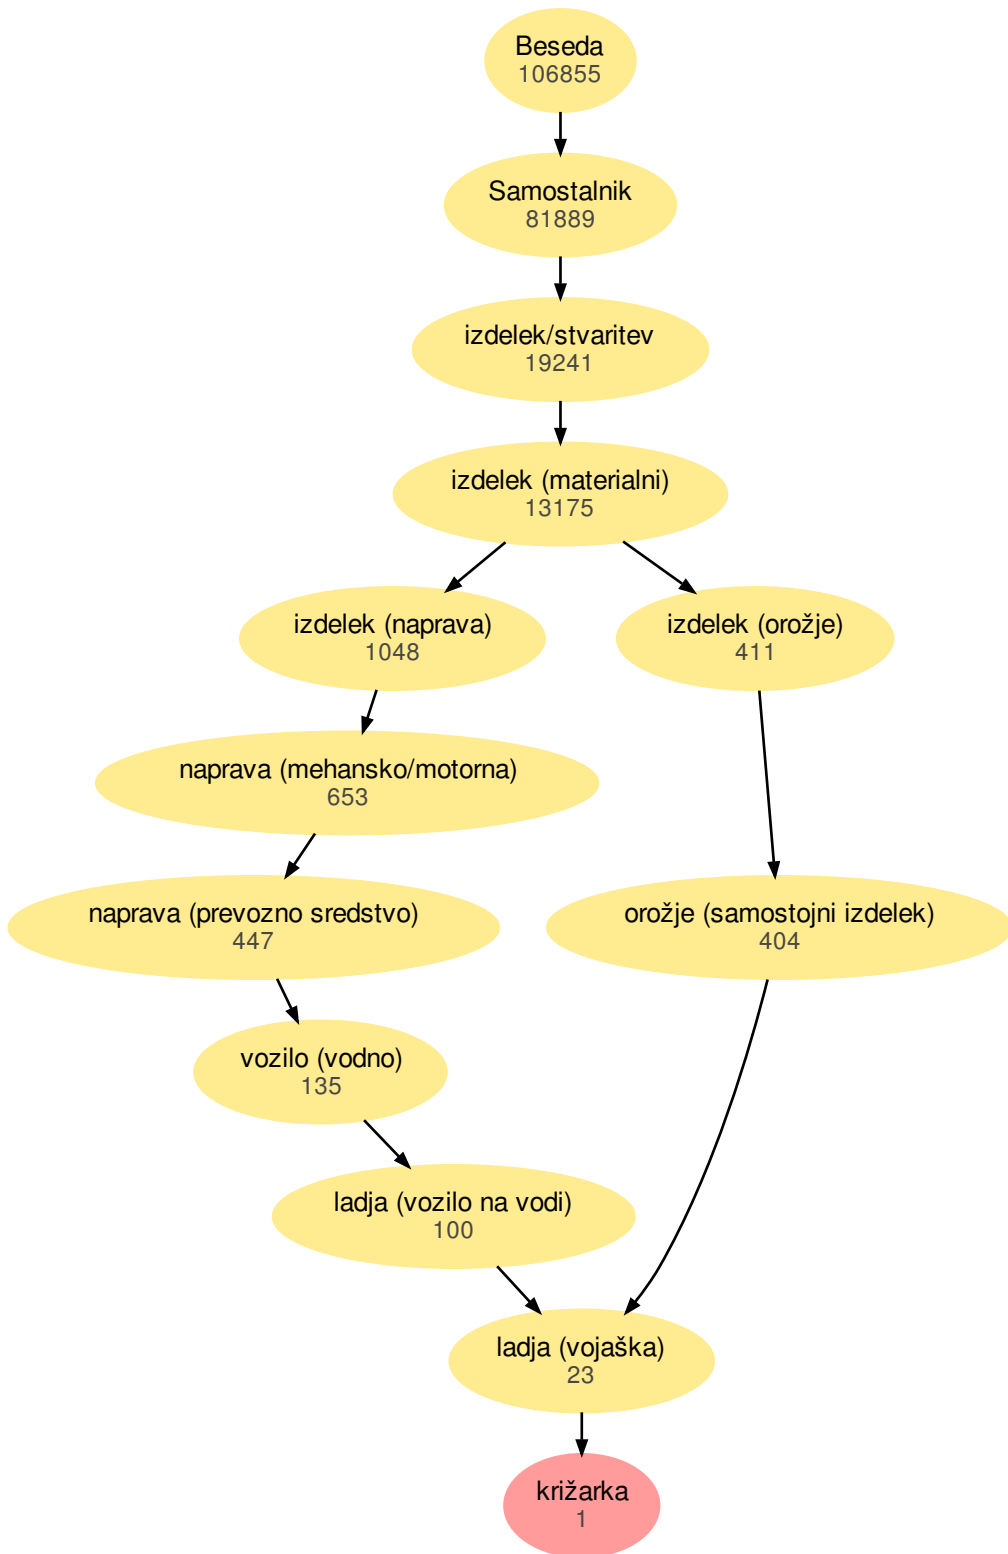 Beseda
106855
Samostalnik
81889
izdelek/stvaritev
19241
izdelek (materialni)
13175
izdelek (naprava)
1048
izdelek (orožje)
411
naprava (mehansko/motorna)
653
naprava (prevozno sredstvo)
447
orožje (samostojni izdelek)
404
vozilo (vodno)
135
ladja (vozilo na vodi)
100
ladja (vojaška)
23
križarka
1